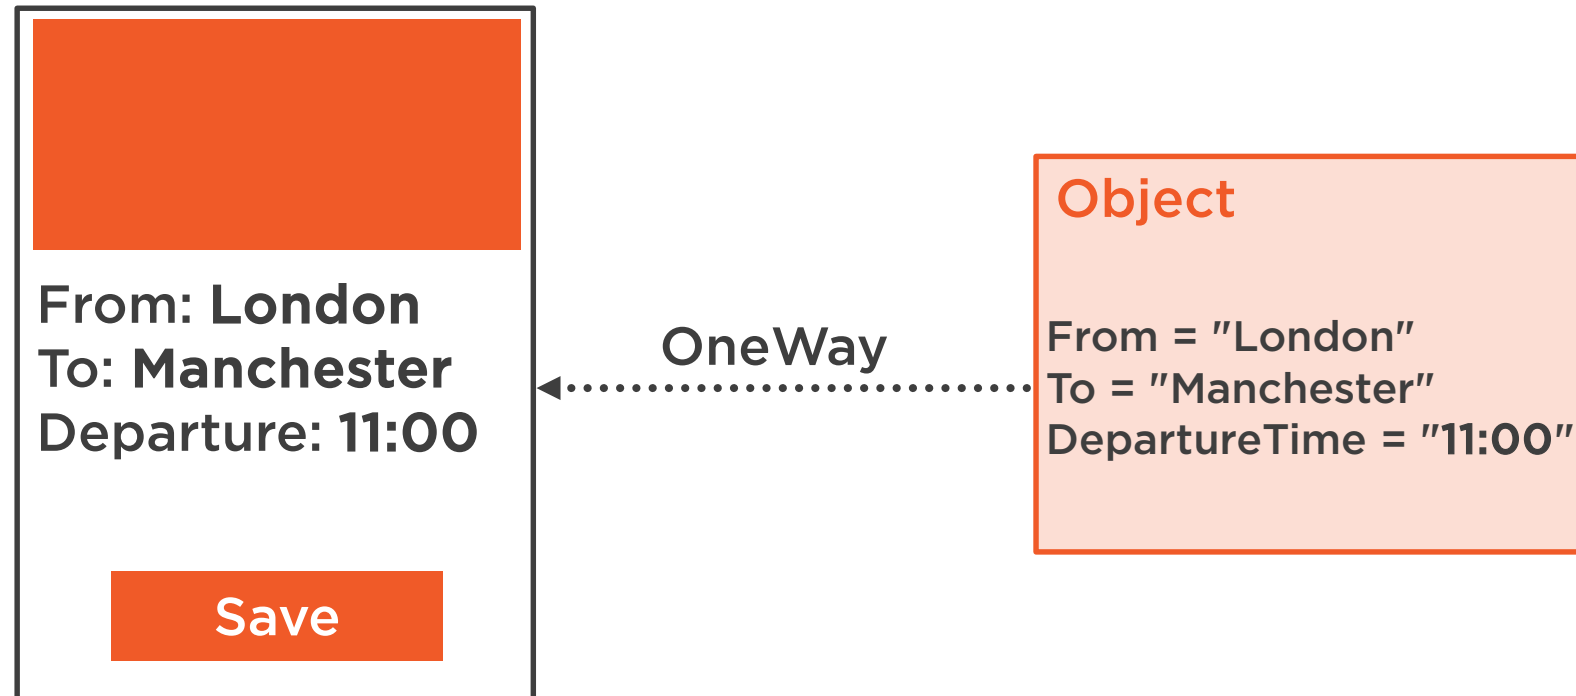 From: London
To: Manchester
Departure: 11:00
Save
OneWay
Object
From = "London"
To = "Manchester"
DepartureTime = "11:00"